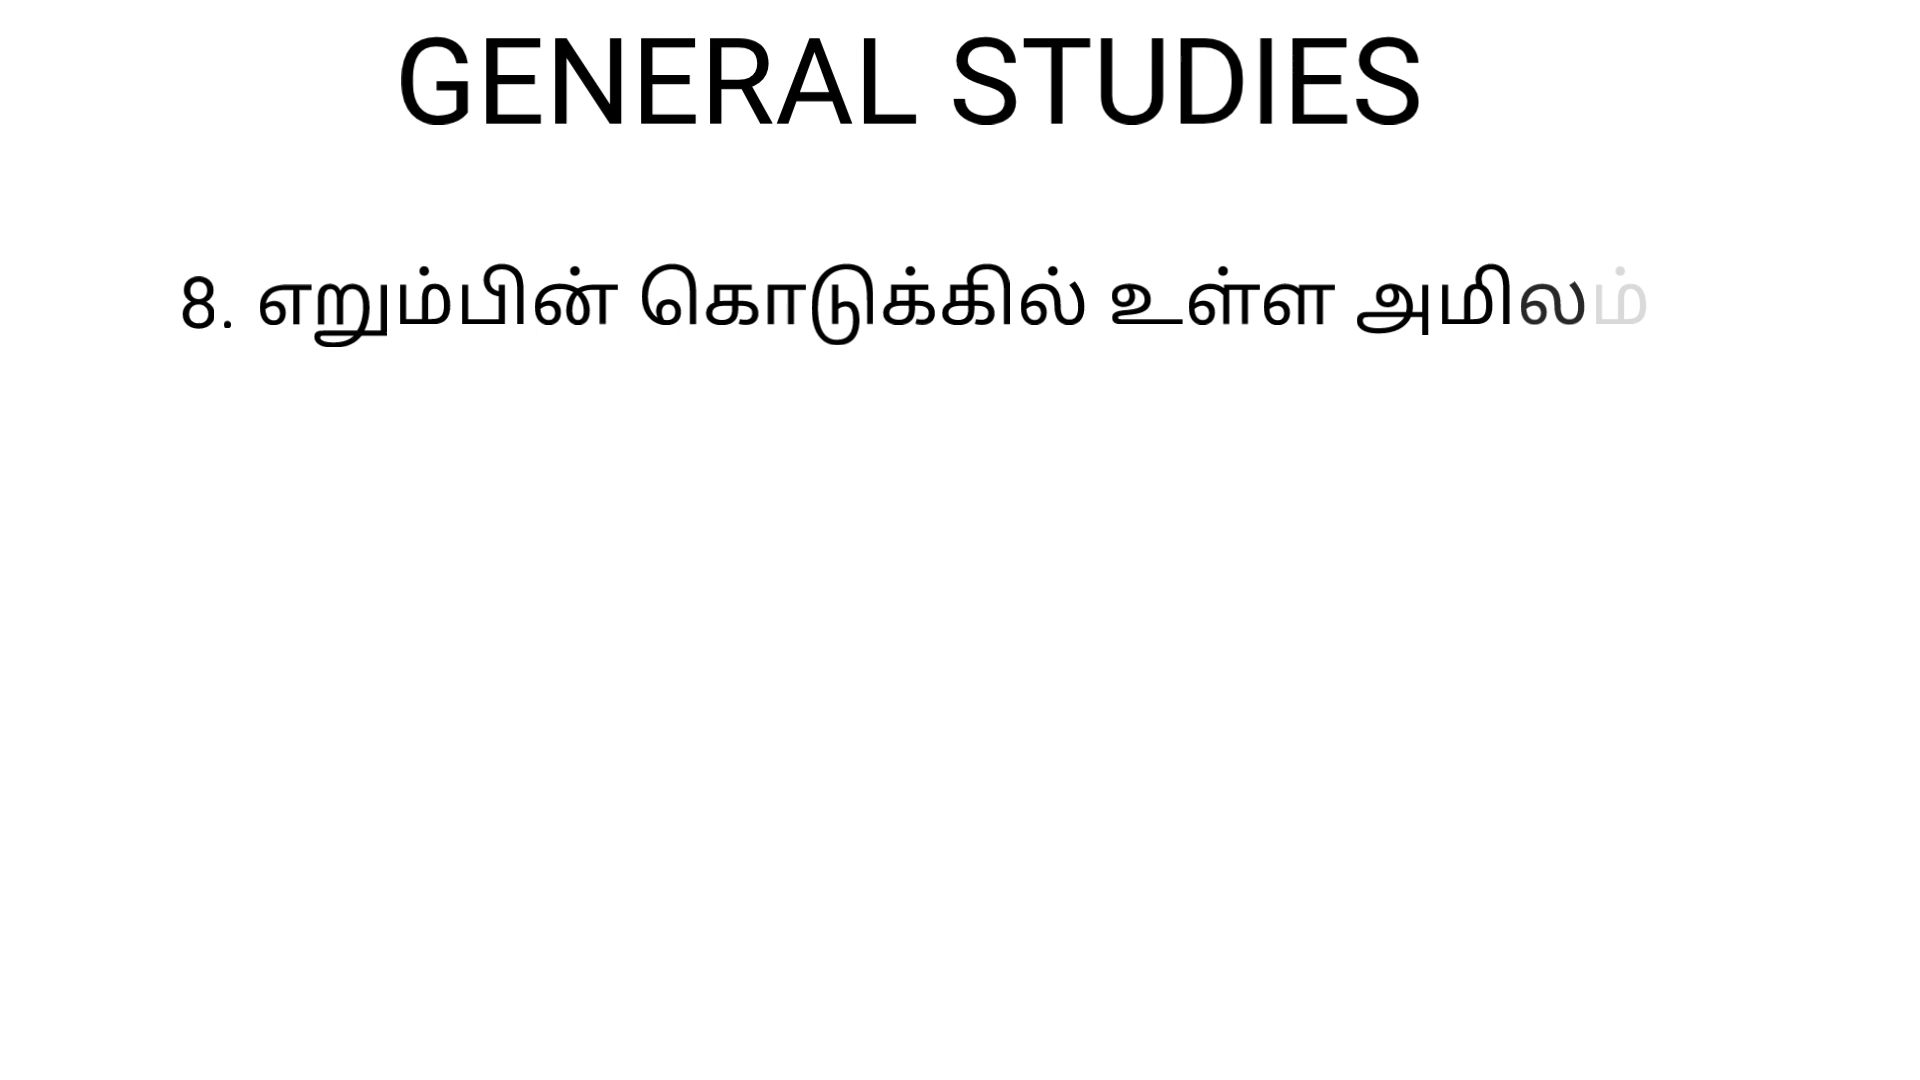 GENERAL STUDIES
8. எறும்பின் கொடுக்கில் உள்ள அமிலம்